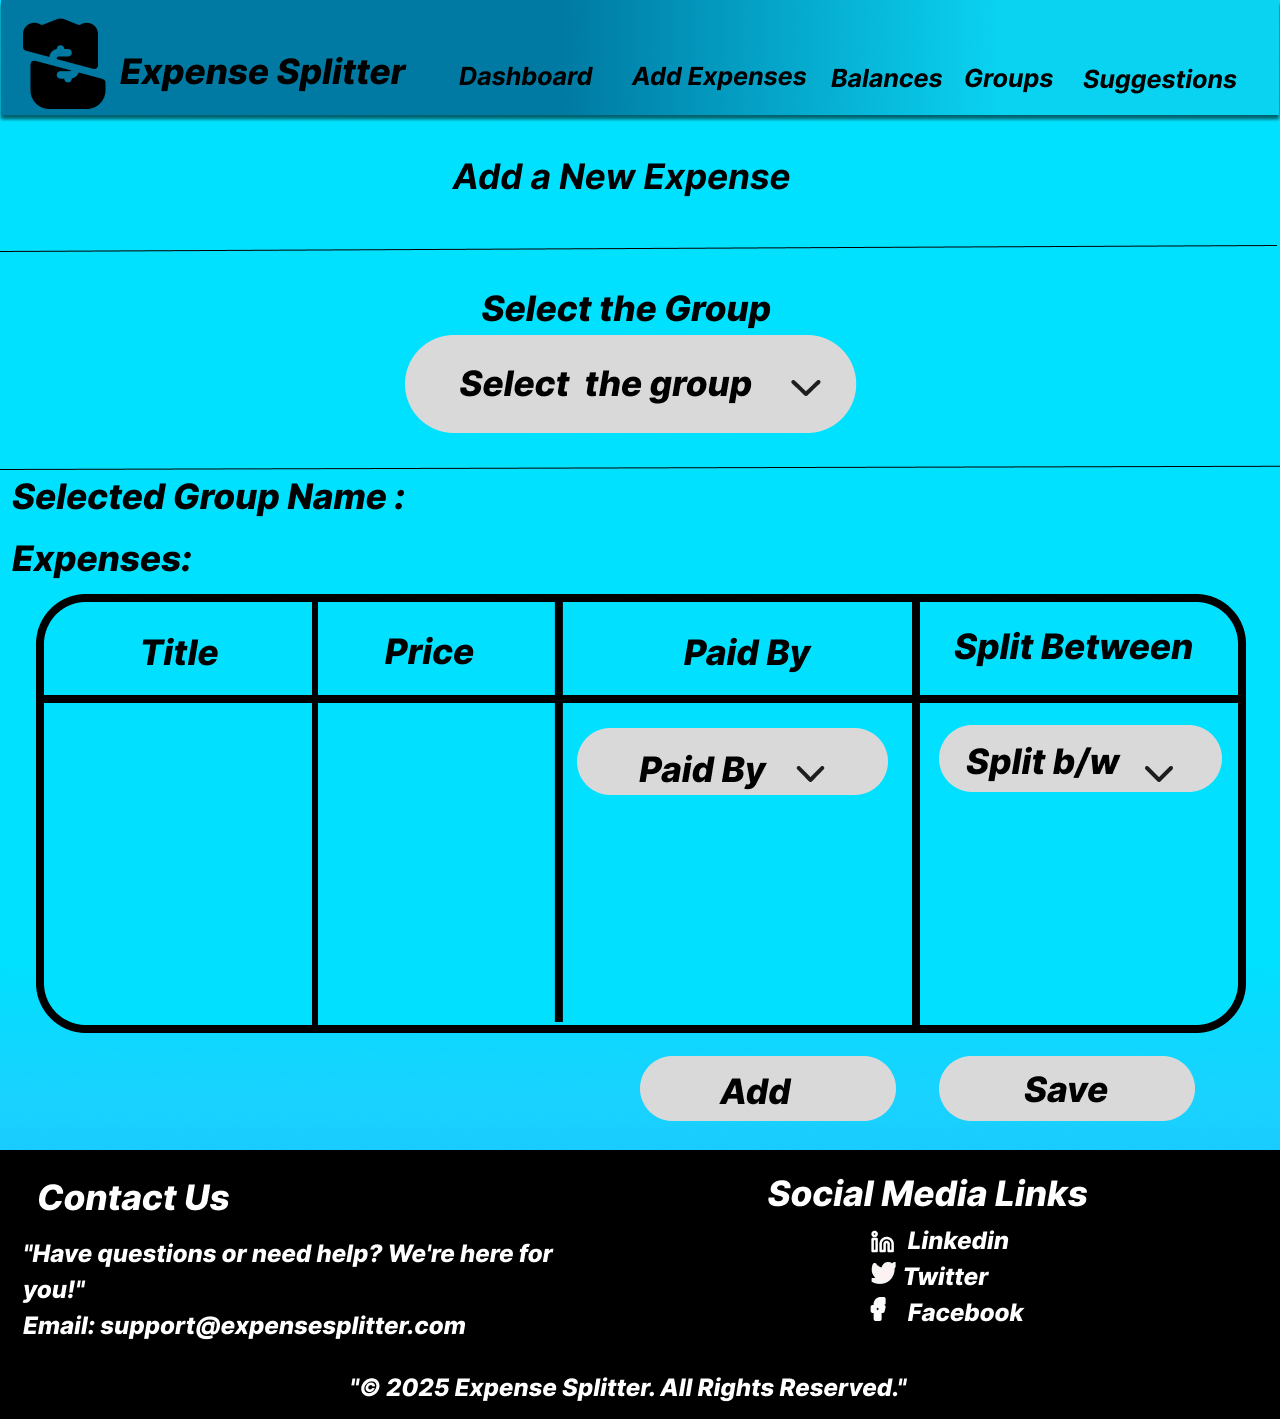 Expense Splitter
Dashboard
Add Expenses
Balances
Groups
Suggestions
Add a New Expense
Select the Group
Select  the group
Selected Group Name :
Expenses:
Title
Price
Paid By
Split Between
Paid By
Split b/w
Add
Save
Contact Us
"Have questions or need help? We're here for
you!"
Email: support@expensesplitter.com
Social Media Links
Linkedin
Twitter
Facebook
"© 2025 Expense Splitter. All Rights Reserved."